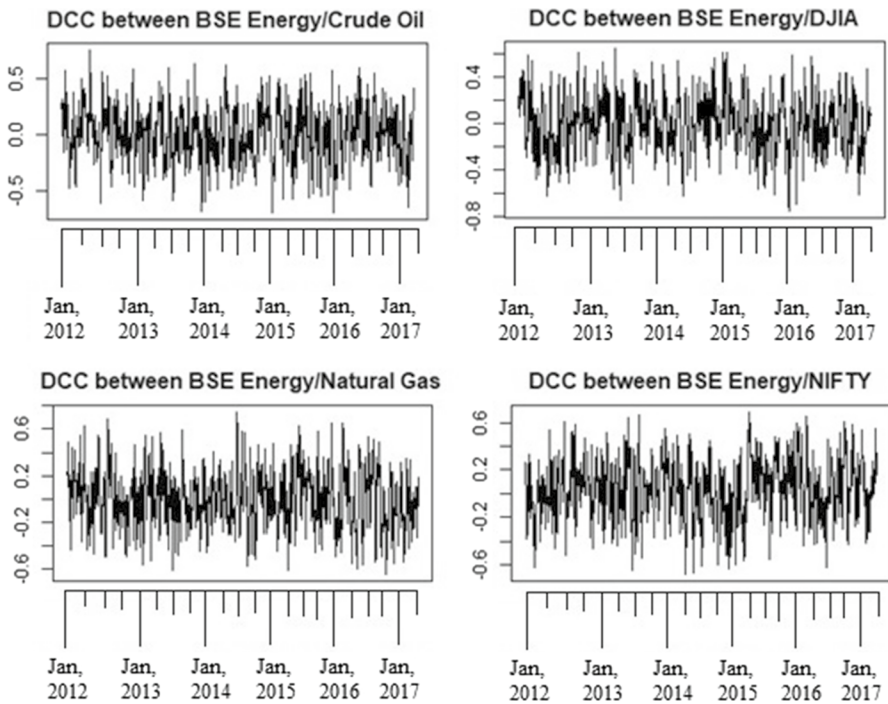 DCC between BSE Energy/Crude Oil
0.5
0.0
-0.5
Jan, Jan, Jan, Jan, Jan, Jan,
2012 2013 2014 2015 2016 2017
DCC between BSE Energy/DJIA
0.4
0.0
-0.4
-0.8
Jan, Jan, Jan, Jan, Jan, Jan,
2012 2013 2014 2015 2016 2017
DCC between BSE Energy/Natural Gas
0.6
0.2
-0.2
-0.6
Jan, Jan, Jan, Jan, Jan, Jan,
2012 2013 2014 2015 2016 2017
DCC between BSE Energy/NIFTY
0.6
0.2
-0.2
-0.6
Jan, Jan, Jan, Jan, Jan, Jan,
2012 2013 2014 2015 2016 2017